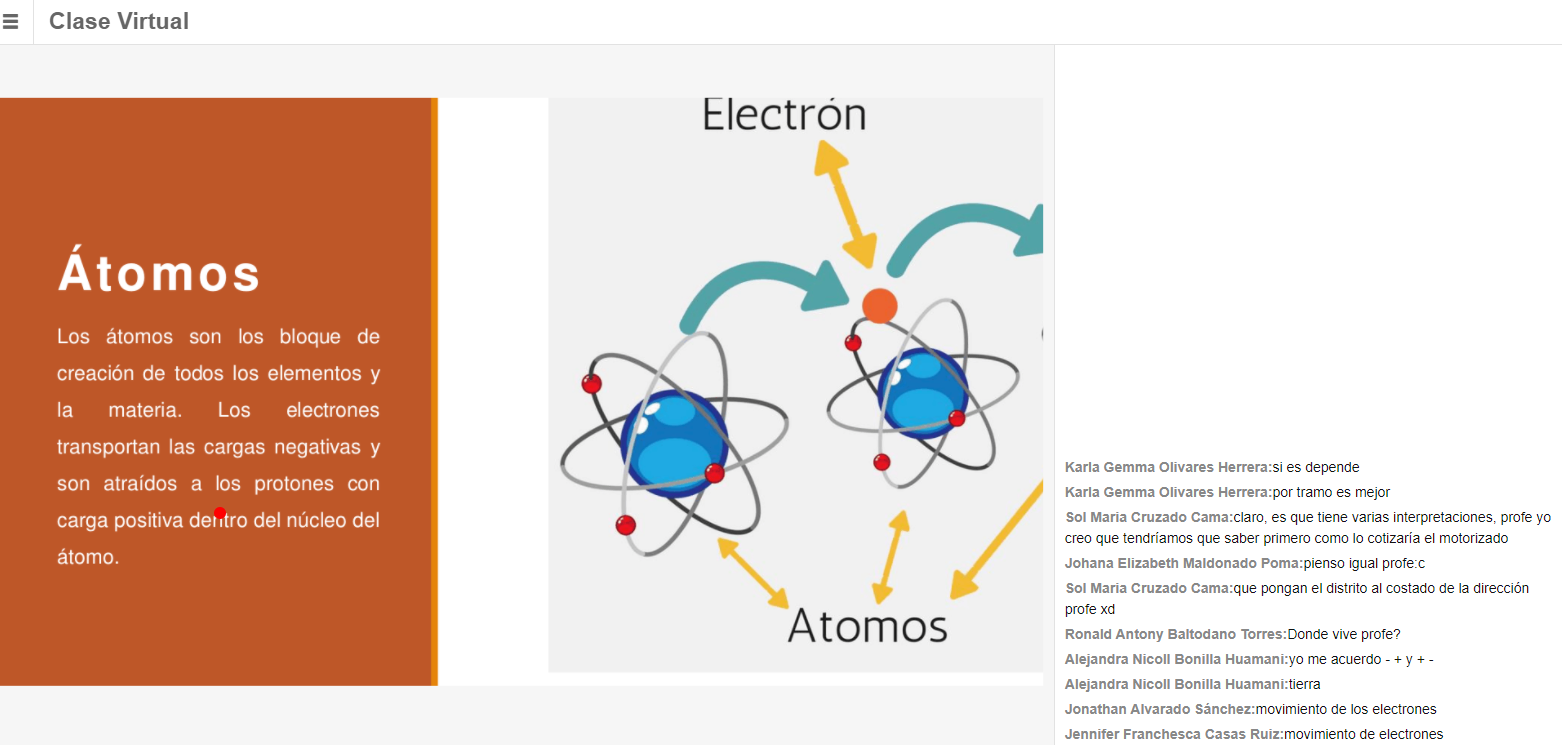 Clase Virtual
Átomos
Los átomos son los bloque de
creación de todos los elementos y
la materia. Los electrones
transportan las cargas negativas y
son atraídos a los protones con
carga positiva dentro del núcleo del
átomo.
Electrón
Atomos
Karla Gemma Olivares Herrera:si es depende
Karla Gemma Olivares Herrera:por tramo es mejor
Sol Maria Cruzado Cama:claro, es que tiene varias interpretaciones, profe yo
creo que tendríamos que saber primero como lo cotizaría el motorizado
Johana Elizabeth Maldonado Poma:pienso igual profe:c
Sol Maria Cruzado Cama:que pongan el distrito al costado de la dirección
profe xd
Ronald Antony Baltodano Torres:Donde vive profe?
Alejandra Nicoll Bonilla Huamani:yo me acuerdo - + y + -
Alejandra Nicoll Bonilla Huamani:tierra
Jonathan Alvarado Sánchez:movimiento de los electrones
Jennifer Franchesca Casas Ruiz:movimiento de electrones